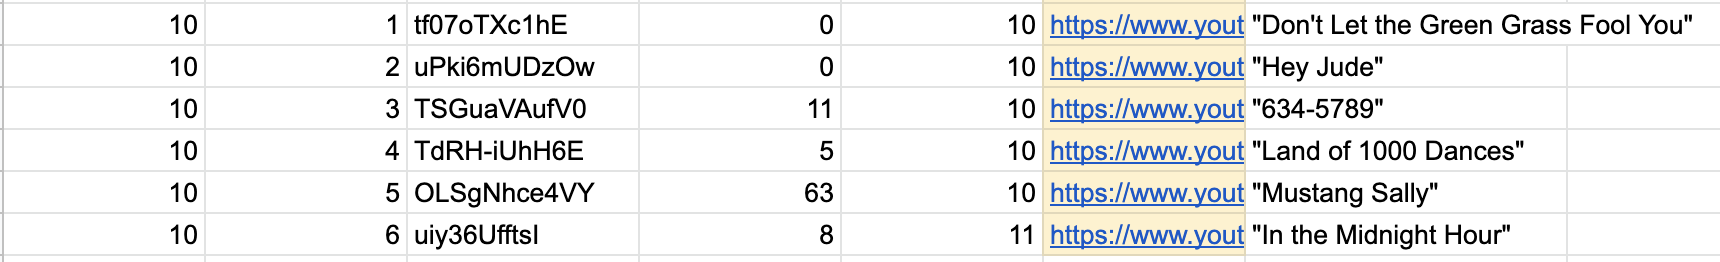 10 1 tf07oTXc1hE 0 10 https://www.yout "Don't Let the Green Grass Fool You"
10 2 uPki6mUDzOw 0 10 https://www.yout "Hey Jude"
10 3 TSGuaVAufV0 11 10 https://www.yout "634-5789"
10 4 TdRH-iUhH6E 5 10 https://www.yout "Land of 1000 Dances"
10 5 OLSgNhce4VY 63 10 https://www.yout "Mustang Sally"
10 6 uiy36UfftsI 8 11 https://www.yout "In the Midnight Hour"